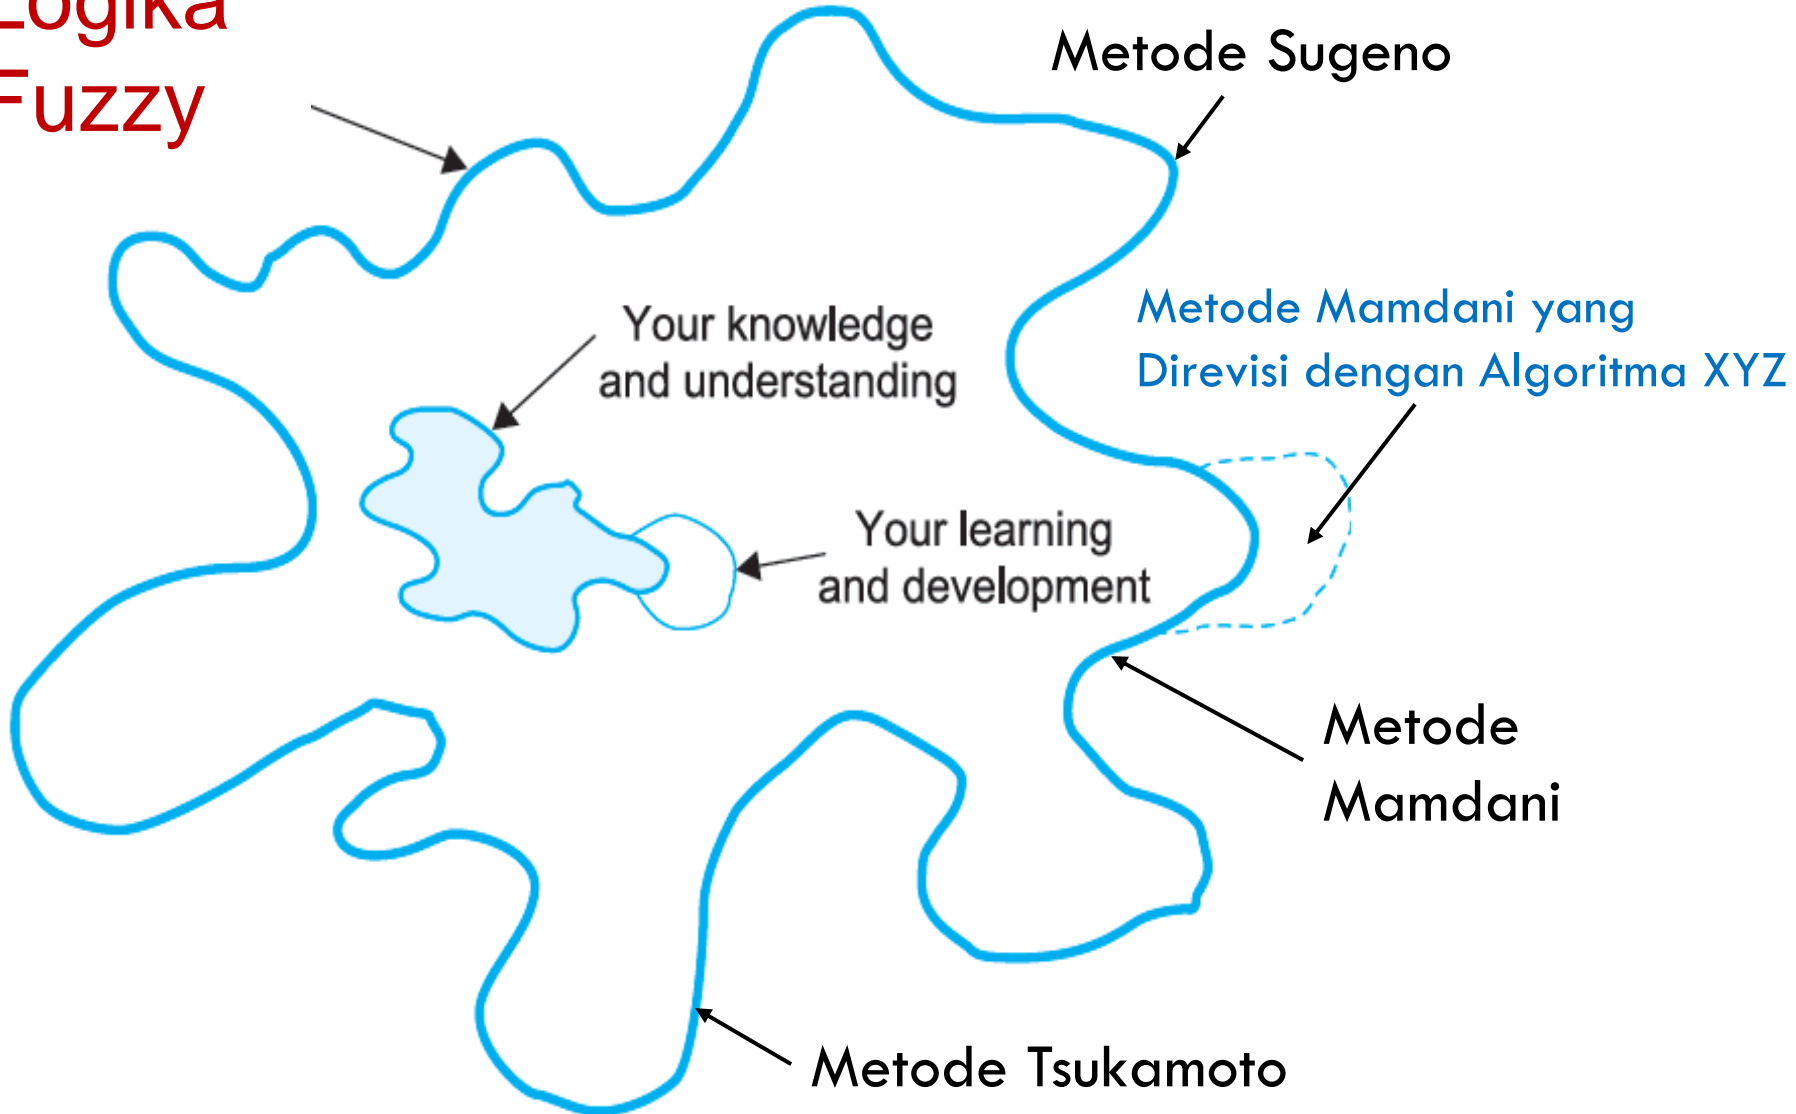 Logika
Fuzzy
Metode Sugeno
Your knowledge
and understanding
Metode Mamdani yang
Direvisi dengan Algoritma XYZ
Your learning
and development
Metode
Mamdani
Metode Tsukamoto